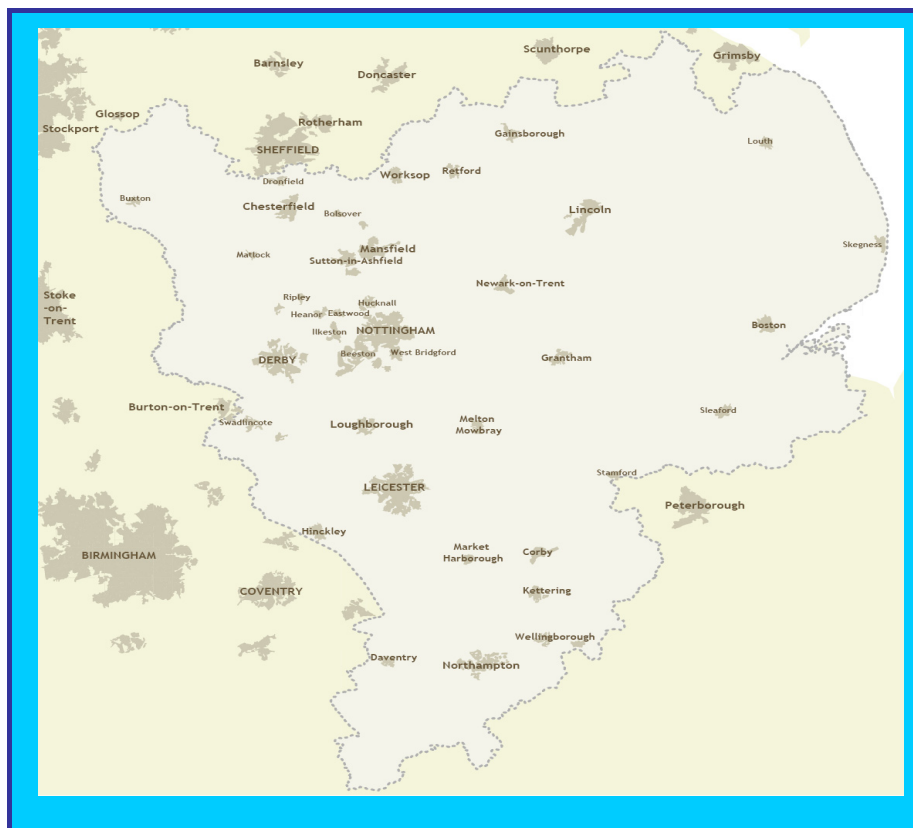 Scunthorpe
Grimsby
Barnsley
Doncaster
Glossop
Stockport
Rotherham
SHEFFIELD
Gainsborough
Louth
Dronfield
Worksop
Retford
Buxton
Chesterfield
Bolsover
Lincoln
Skegness
Matlock
Mansfield
Sutton-in-Ashfield
Newark-on-Trent
Stoke
-on-
Trent
Ripley
Hucknall
Heanor
Eastwood
Ilkeston
NOTTINGHAM
Boston
DERBY
Beeston
West Bridgford
Grantham
Burton-on-Trent
Swadlincote
Loughborough
Melton
Mowbray
Sleaford
LEICESTER
Stamford
Peterborough
Hinckley
BIRMINGHAM
Market
Harborough
Corby
COVENTRY
Kettering
Wellingborough
Daventry
Northampton